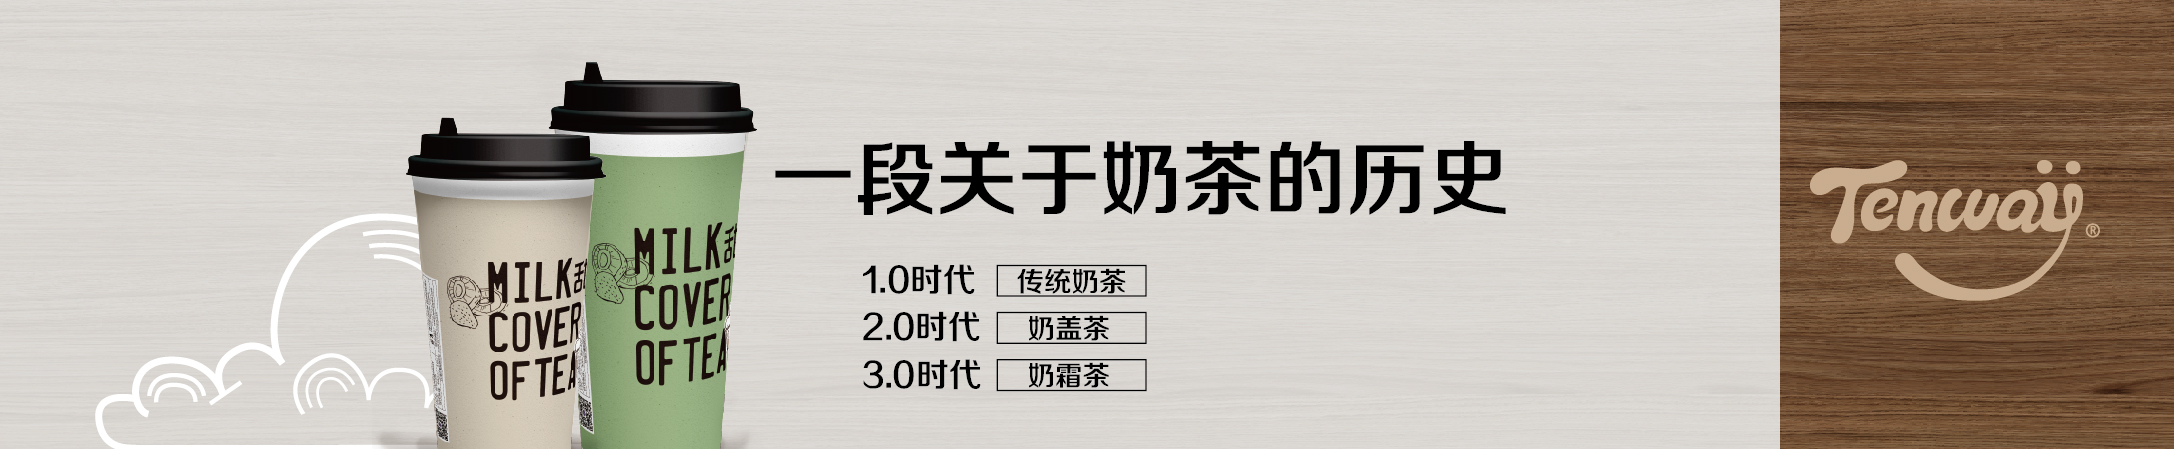 一段关于奶茶的历史
1.0时代 传统奶茶
2.0时代 奶盖茶
3.0时代 奶霜茶
MILK
COVER
OF TEA
MILK
COVER
OF TEA
Tenway®